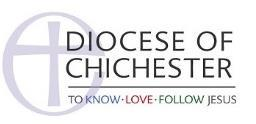 DIOCESE OF
CHICHESTER
TO KNOW·LOVE·FOLLOW JESUS